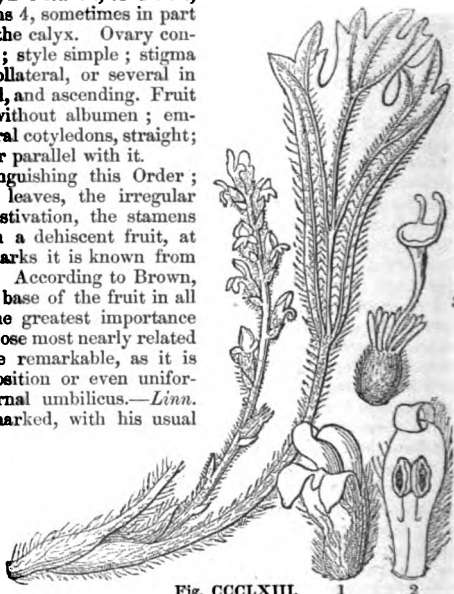 ns 4, sometimes in part
the calyx. Ovary con-
; style simple ; stigma
ollateral, or several in
l, and ascending. Fruit
without albumen ; em-
ral cotyledons, straight;
r parallel with it.
nguishing this Order ;
leaves, the irregular
stivation, the stamens
a dehiscent fruit, at
arks it is known from
According to Brown,
base of the fruit in all
ne greatest importance
ose most nearly related
e remarkable, as it is
osition or even unifor-
rnal umbilicus.—Linn.
narked, with his usual
Fig. CCCLXIII. 1 2